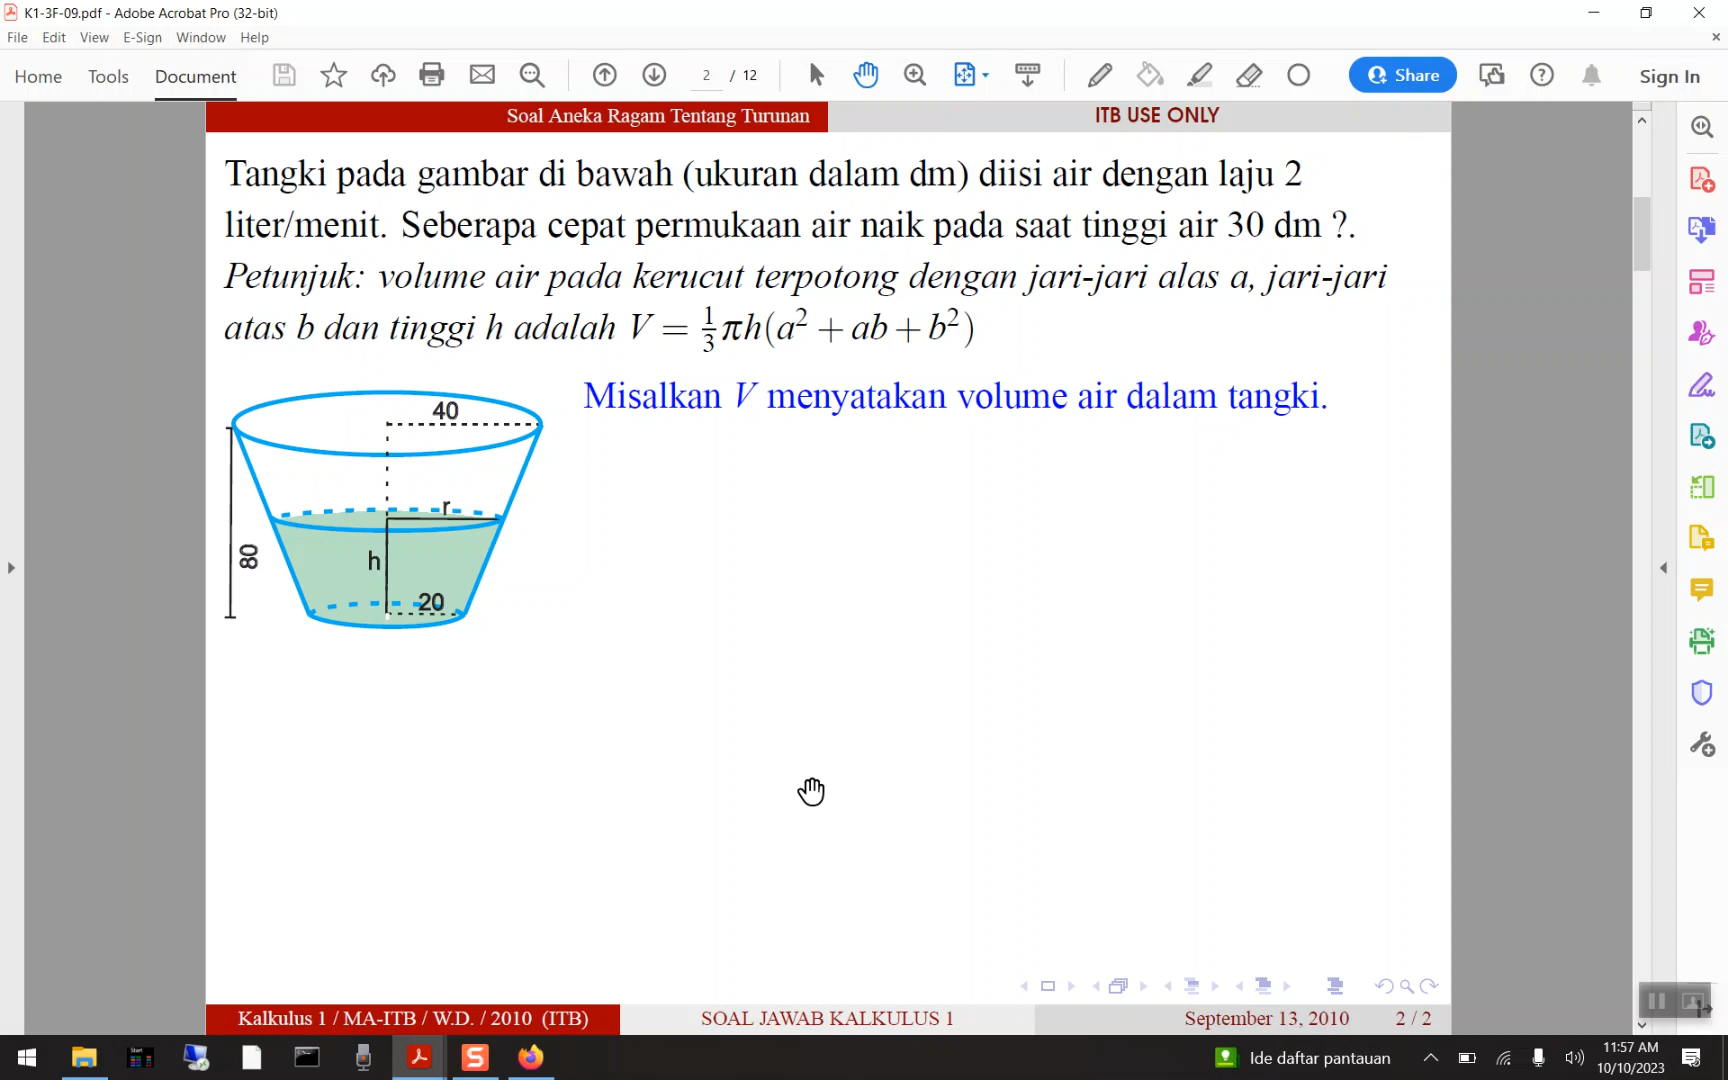 K1-3F-09.pdf - Adobe Acrobat Pro (32-bit)
File Edit View E-Sign Window Help
Home Tools Document 2 / 12 Share Sign In
Soal Aneka Ragam Tentang Turunan ITB USE ONLY
Tangki pada gambar di bawah (ukuran dalam dm) diisi air dengan laju 2
liter/menit. Seberapa cepat permukaan air naik pada saat tinggi air 30 dm ?.
Petunjuk: volume air pada kerucut terpotong dengan jari-jari alas a, jari-jari
atas b dan tinggi h adalah V = 1/3 πh(a² + ab + b²)
Misalkan V menyatakan volume air dalam tangki.
40
r
80
h
20
Kalkulus 1 / MA-ITB / W.D. / 2010 (ITB) SOAL JAWAB KALKULUS 1 September 13, 2010 2 / 2
Ide daftar pantauan
11:57 AM
10/10/2023